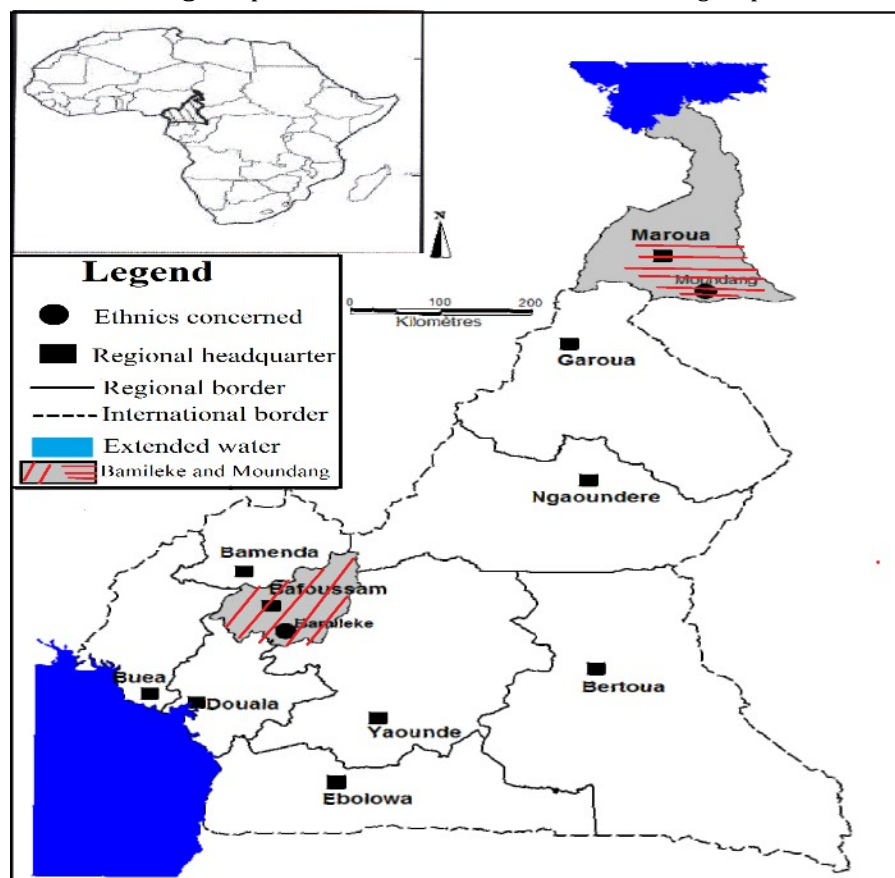 N
Legend
Ethnics concerned
Regional headquarter
Regional border
International border
Extended water
Bamileke and Moundang
0 100 200
Kilomètres
Maroua
Moundang
Garoua
Ngaoundere
Bamenda
Bafoussam
Bamileke
Buea
Douala
Bertoua
Yaounde
Ebolowa